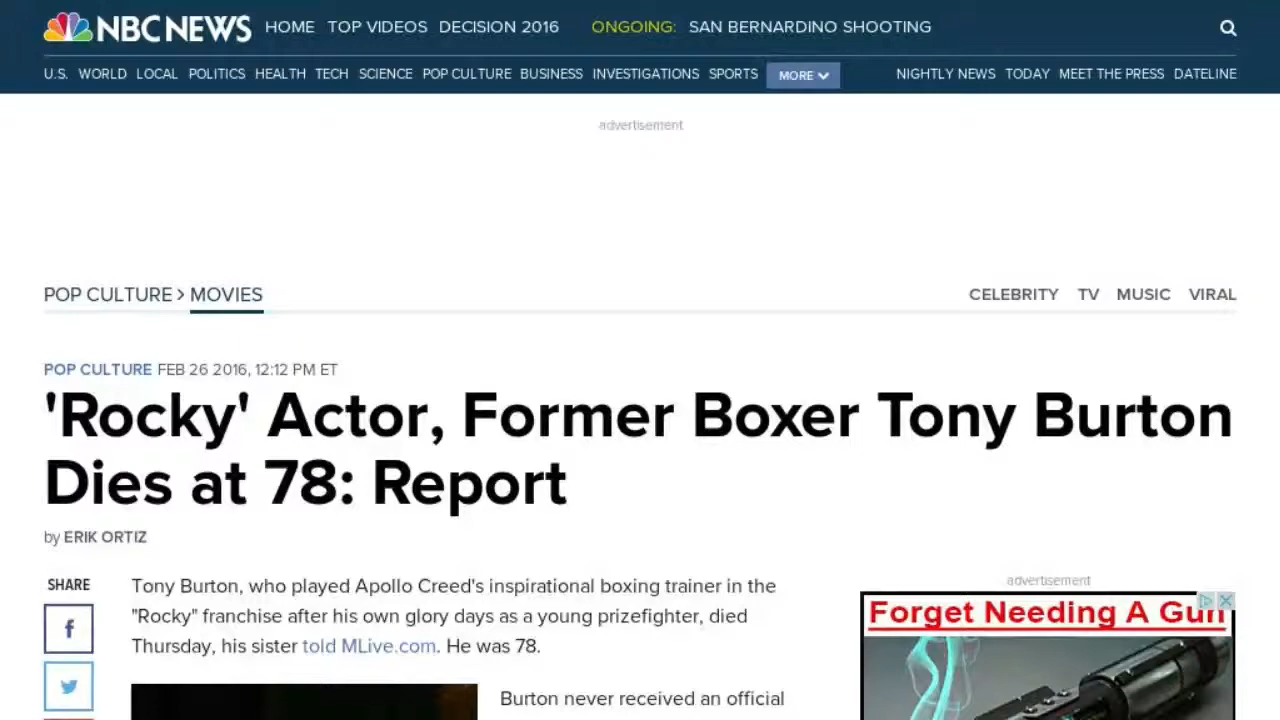 NBC NEWS HOME TOP VIDEOS DECISION 2016 ONGOING: SAN BERNARDINO SHOOTING
U.S. WORLD LOCAL POLITICS HEALTH TECH SCIENCE POP CULTURE BUSINESS INVESTIGATIONS SPORTS MORE NIGHTLY NEWS TODAY MEET THE PRESS DATELINE
advertisement
POP CULTURE > MOVIES CELEBRITY TV MUSIC VIRAL
POP CULTURE FEB 26 2016, 12:12 PM ET
'Rocky' Actor, Former Boxer Tony Burton
Dies at 78: Report
by ERIK ORTIZ
SHARE
Tony Burton, who played Apollo Creed's inspirational boxing trainer in the
"Rocky" franchise after his own glory days as a young prizefighter, died
Thursday, his sister told MLive.com. He was 78.
Burton never received an official
advertisement
Forget Needing A Gun